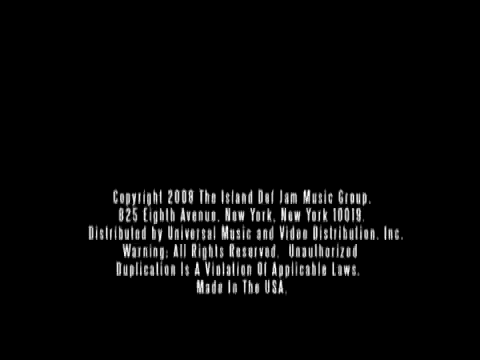 Copyright 2008 The Island Def Jam Music Group.
825 Eighth Avenue, New York, New York 10019.
Distributed by Universal Music and Video Distribution, Inc.
Warning: All Rights Reserved. Unauthorized
Duplication Is A Violation Of Applicable Laws.
Made In The USA.